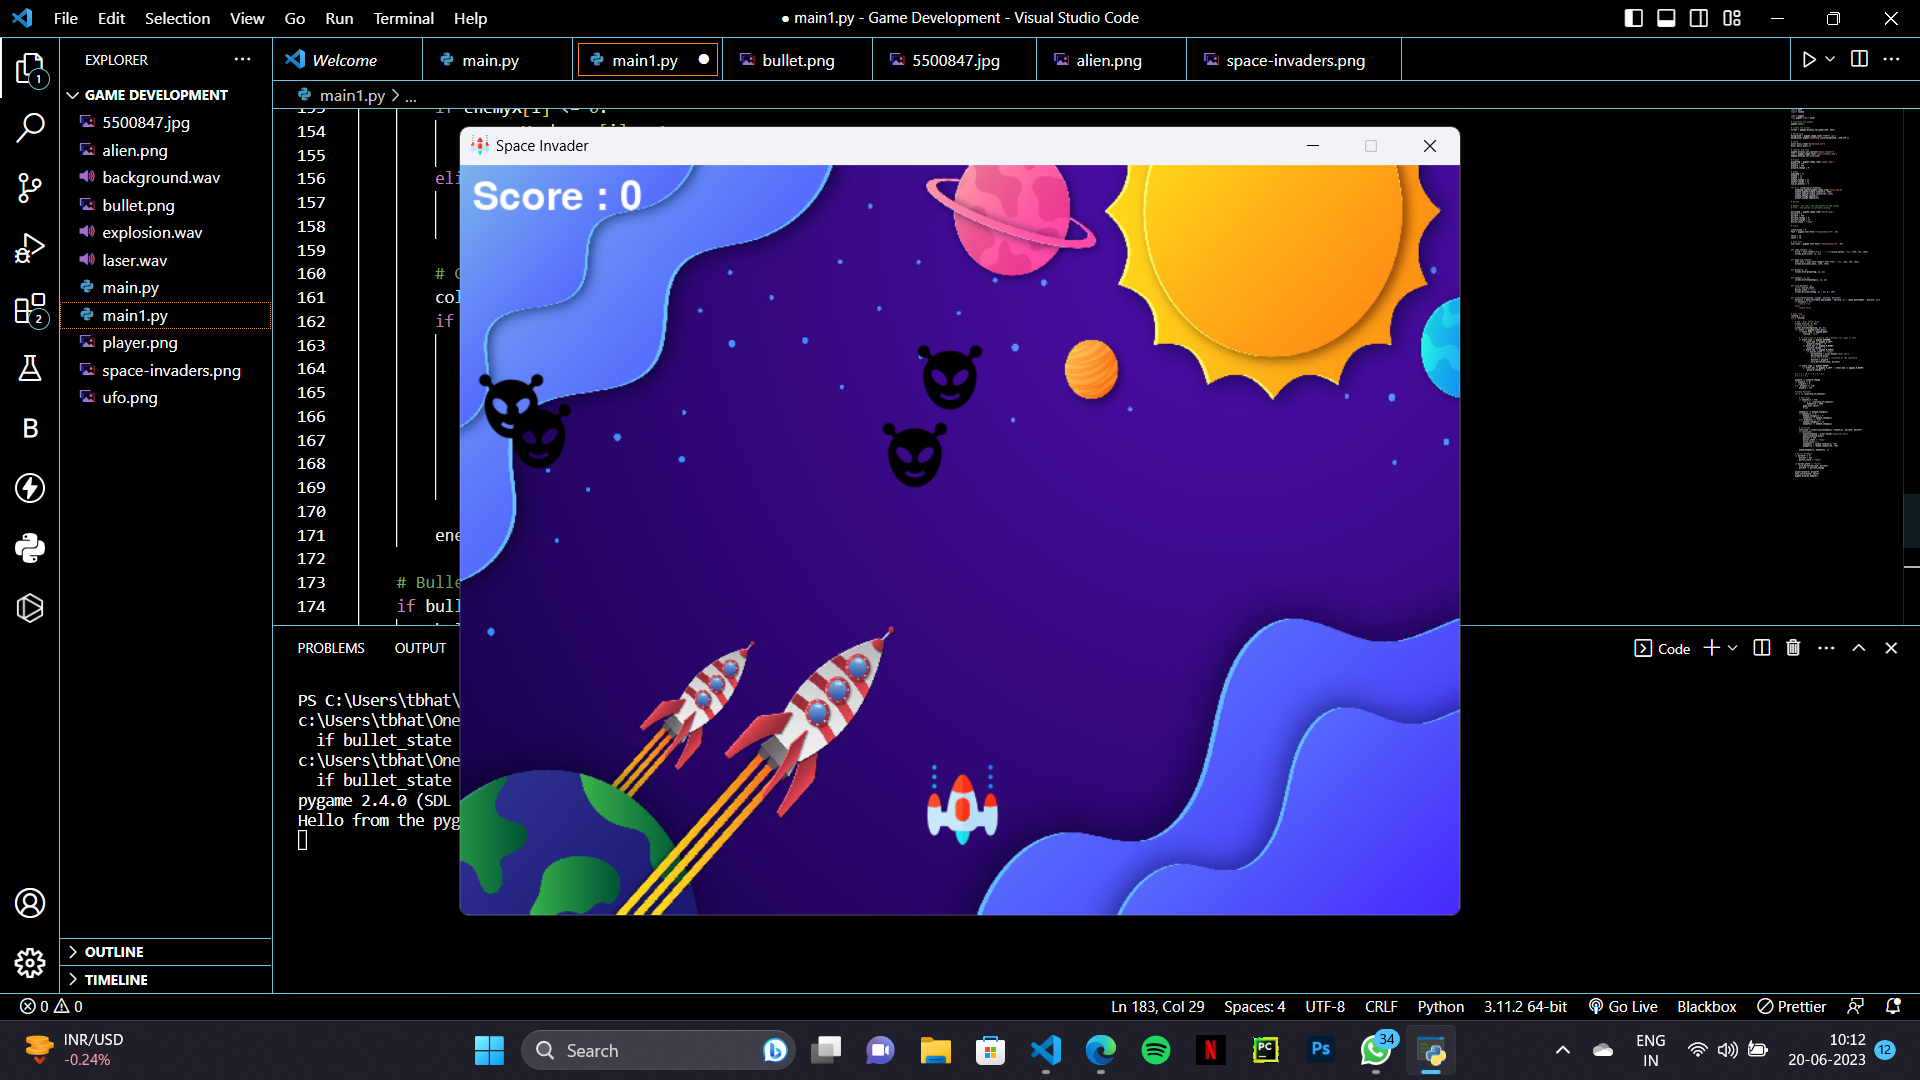 File Edit Selection View Go Run Terminal Help
● main1.py - Game Development - Visual Studio Code
EXPLORER
Welcome
main.py
main1.py
bullet.png
5500847.jpg
alien.png
space-invaders.png
main1.py > ...
GAME DEVELOPMENT
5500847.jpg
alien.png
background.wav
bullet.png
explosion.wav
laser.wav
main.py
main1.py
player.png
space-invaders.png
ufo.png
OUTLINE
TIMELINE
1
2
B
154
155
156 eli
157
158
159
160 # C
161 col
162 if
163
164
165
166
167
168
169
170
171 ene
172
173 # Bulle
174 if bull
Space Invader
Score : 0
PROBLEMS OUTPUT
Code
PS C:\Users\tbhat\
c:\Users\tbhat\One
if bullet_state
c:\Users\tbhat\One
if bullet_state
pygame 2.4.0 (SDL
Hello from the pyg
0 0
Ln 183, Col 29 Spaces: 4 UTF-8 CRLF Python 3.11.2 64-bit Go Live Blackbox Prettier
INR/USD
-0.24%
Search
PC
Ps
34
ENG
IN
10:12
20-06-2023
12